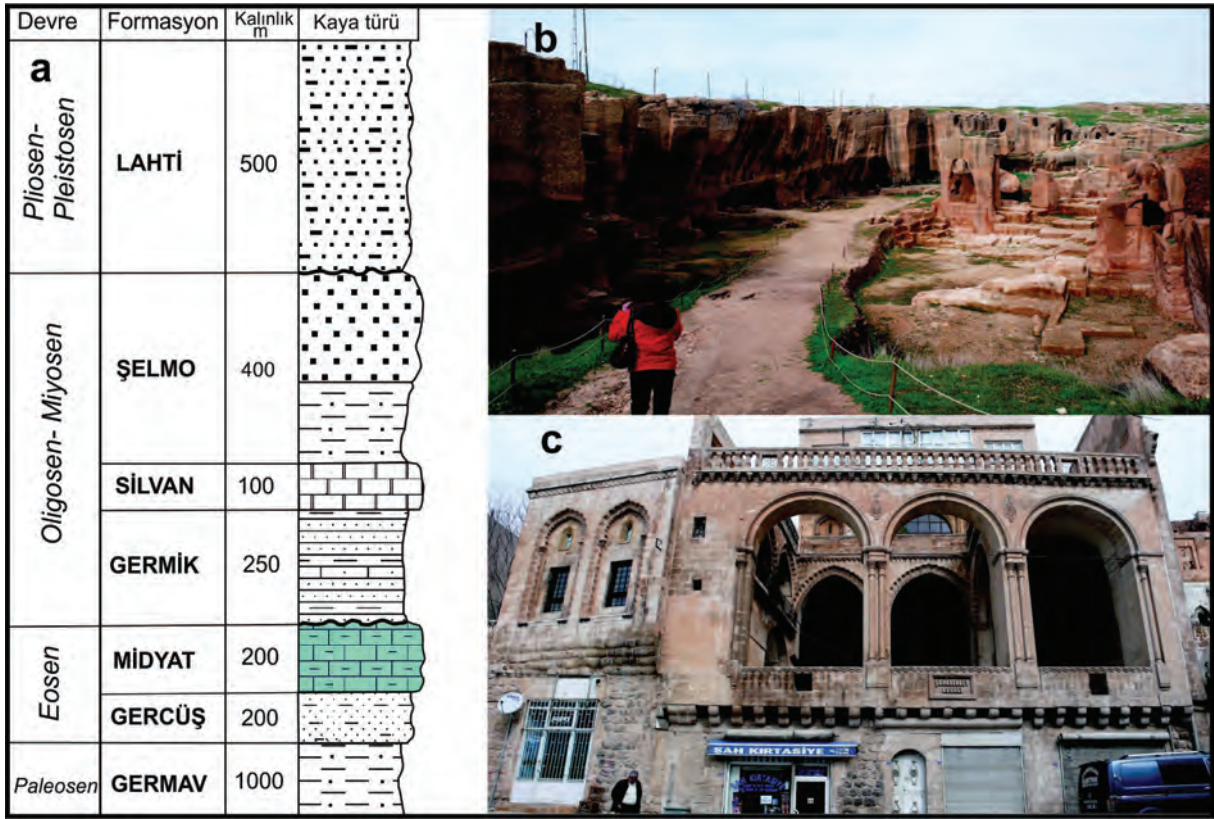 Devre Formasyon Kalınlık m Kaya türü
a
Pliosen-
Pleistosen
LAHTİ 500
Oligosen- Miyosen
ŞELMO 400
SİLVAN 100
GERMİK 250
Eosen
MİDYAT 200
GERCÜŞ 200
Paleosen GERMAV 1000
b
c
ŞAH KIRTASİYE